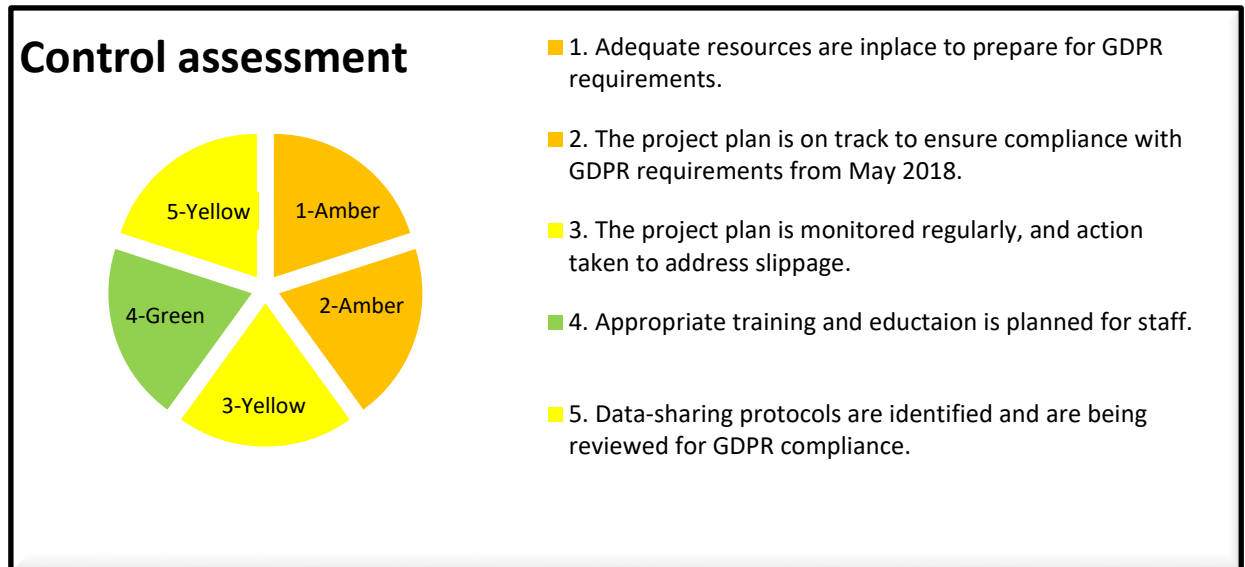 Control assessment
1. Adequate resources are inplace to prepare for GDPR
requirements.
2. The project plan is on track to ensure compliance with
GDPR requirements from May 2018.
3. The project plan is monitored regularly, and action
taken to address slippage.
4. Appropriate training and eductaion is planned for staff.
5. Data-sharing protocols are identified and are being
reviewed for GDPR compliance.
5-Yellow
1-Amber
4-Green
2-Amber
3-Yellow